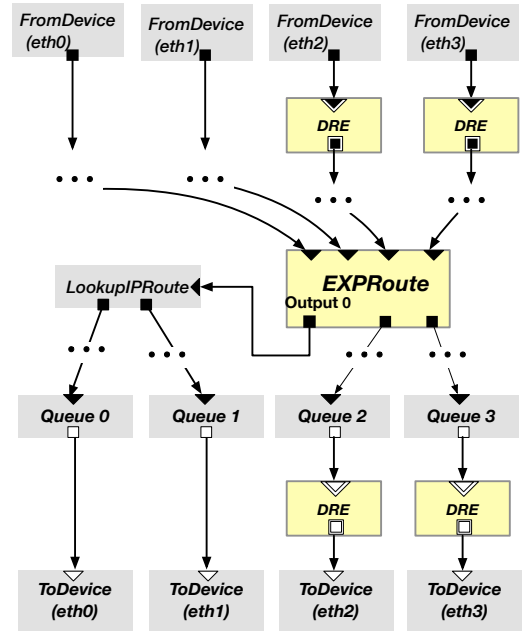 FromDevice
(eth0)
FromDevice
(eth1)
FromDevice
(eth2)
FromDevice
(eth3)
DRE
DRE
EXPRoute
LookupIPRoute
Output 0
Queue 0
Queue 1
Queue 2
Queue 3
DRE
DRE
ToDevice
(eth0)
ToDevice
(eth1)
ToDevice
(eth2)
ToDevice
(eth3)